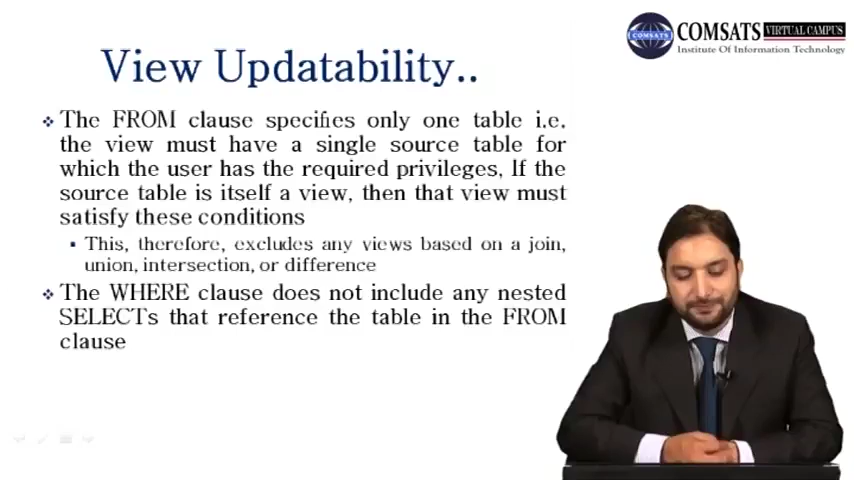 COMSATS VIRTUAL CAMPUS
COMSATS
Institute Of Information Technology
View Updatability..
The FROM clause specifies only one table i.e.
the view must have a single source table for
which the user has the required privileges. If the
source table is itself a view, then that view must
satisfy these conditions
This, therefore, excludes any views based on a join,
union, intersection, or difference
The WHERE clause does not include any nested
SELECTs that reference the table in the FROM
clause